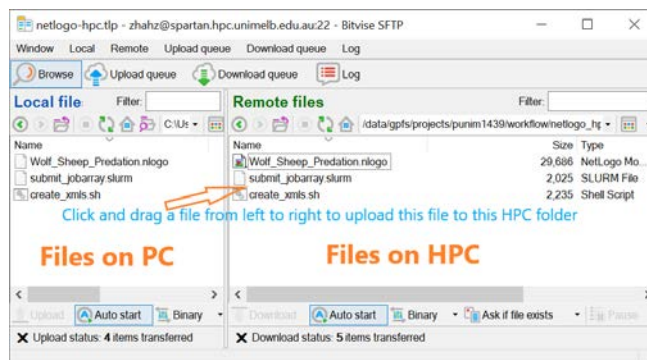 netlogo-hpc.tlp - zhahz@spartan.hpc.unimelb.edu.au:22 - Bitvise SFTP
Window Local Remote Upload queue Download queue Log
Browse Upload queue Download queue Log
Local file Filter: Remote files Filter:
C:\Us /data/gpfs/projects/punim1439/workflow/netlogo_hp
Name Name Size Type
Wolf_Sheep_Predation.nlogo Wolf_Sheep_Predation.nlogo 29,686 NetLogo Mo...
submit_jobarray.slurm submit_jobarray.slurm 2,025 SLURM File
create_xmls.sh create_xmls.sh 2,235 Shell Script
Click and drag a file from left to right to upload this file to this HPC folder
Files on PC Files on HPC
Upload Auto start Binary Download Auto start Binary Ask if file exists Pause
Upload status: 4 items transferred Download status: 5 items transferred